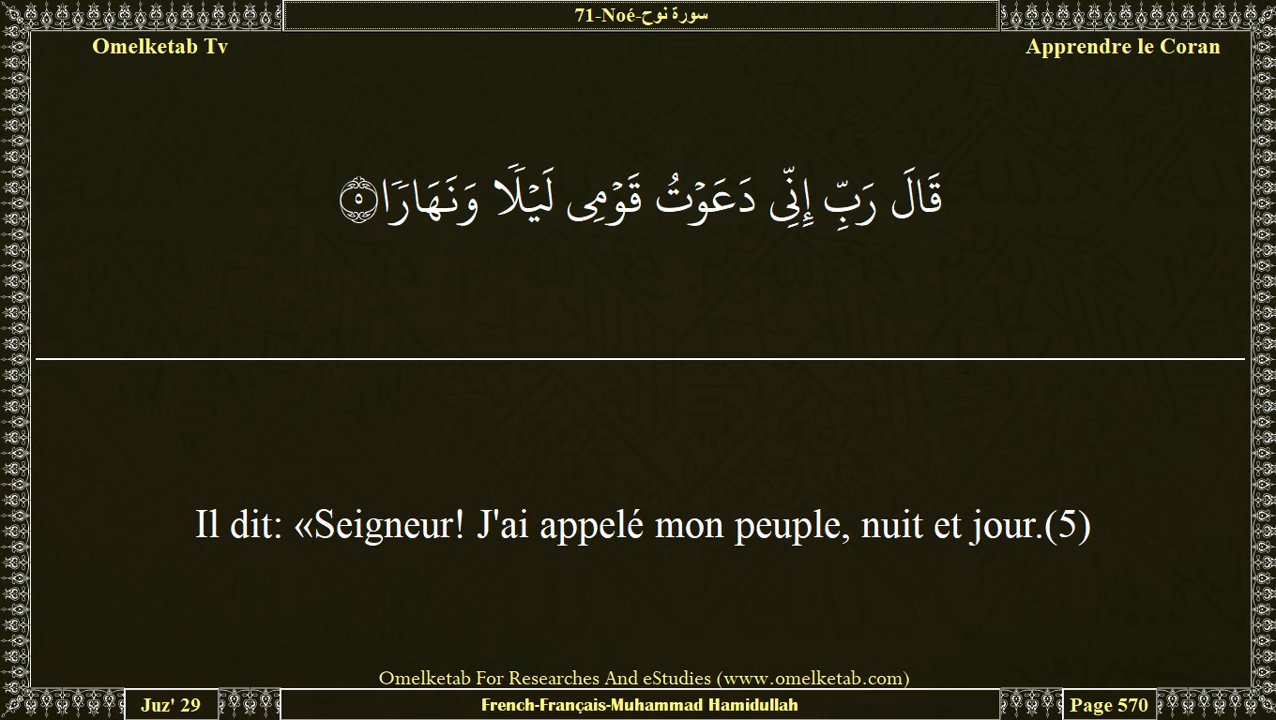 71-Noé-سورة نوح
Omelketab Tv
Apprendre le Coran
قَالَ رَبِّ إِنِّى دَعَوْتُ قَوْمِى لَيْلًا وَنَهَارًا ٥
Il dit: «Seigneur! J'ai appelé mon peuple, nuit et jour.(5)
Omelketab For Researches And eStudies (www.omelketab.com)
Juz' 29
French-Français-Muhammad Hamidullah
Page 570